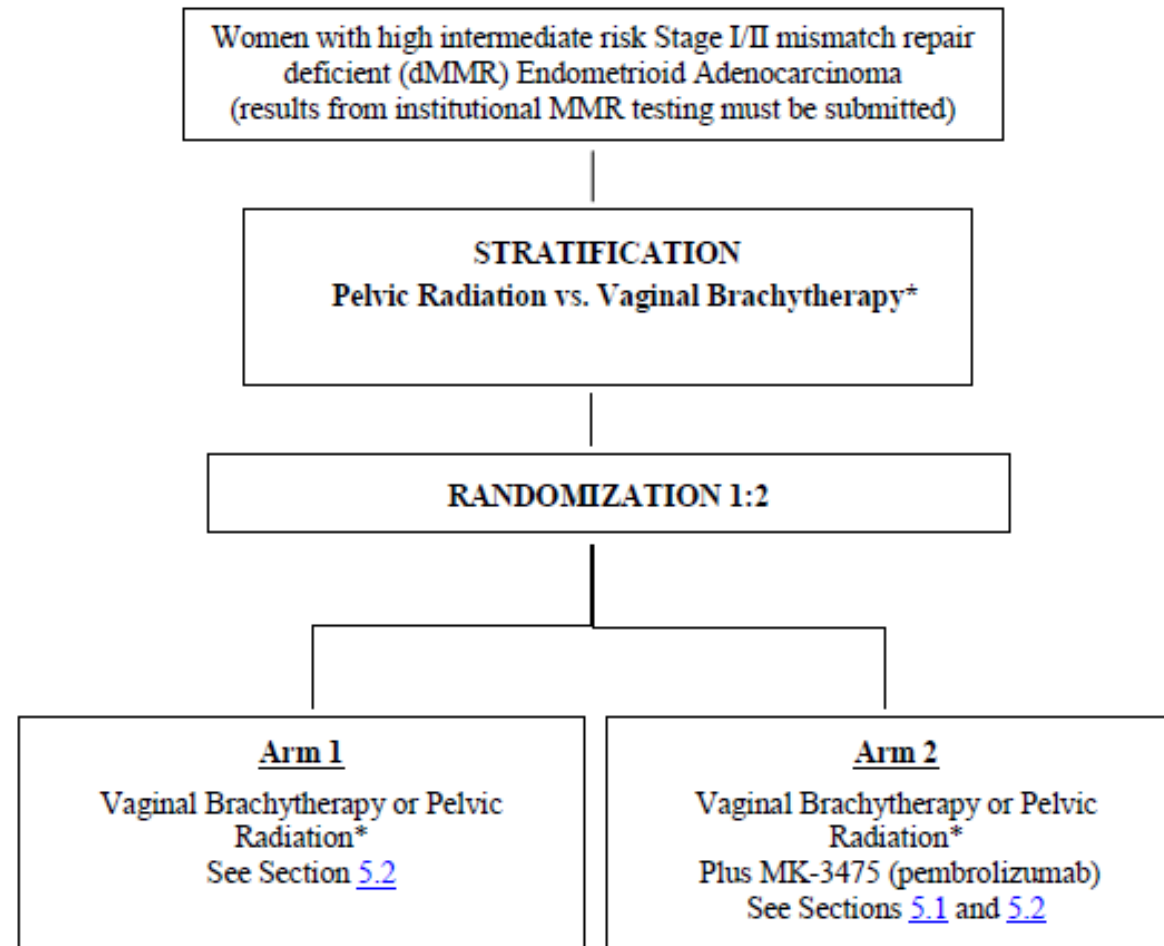 Women with high intermediate risk Stage I/II mismatch repair
deficient (dMMR) Endometrioid Adenocarcinoma
(results from institutional MMR testing must be submitted)
STRATIFICATION
Pelvic Radiation vs. Vaginal Brachytherapy*
RANDOMIZATION 1:2
Arm 1
Vaginal Brachytherapy or Pelvic
Radiation*
See Section 5.2
Arm 2
Vaginal Brachytherapy or Pelvic
Radiation*
Plus MK-3475 (pembrolizumab)
See Sections 5.1 and 5.2